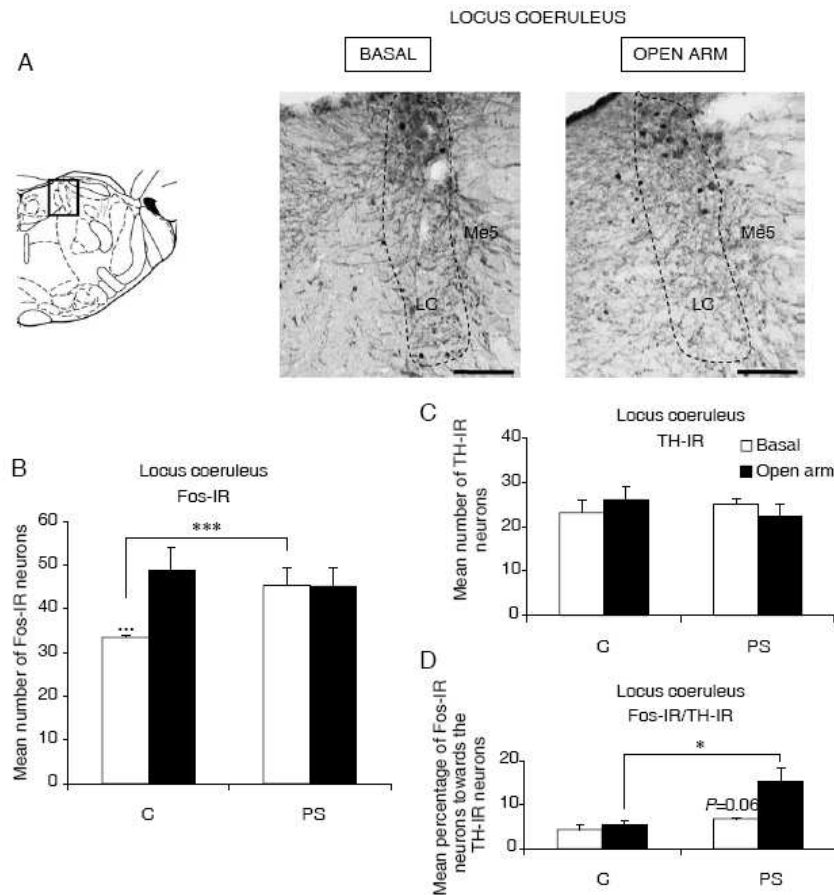 LOCUS COERULEUS
A
BASAL
OPEN ARM
Me5
LC
Me5
LC
B
Locus coeruleus
Fos-IR
Mean number of Fos-IR neurons
60
50
40
30
20
10
0
***
...
C
PS
C
Locus coeruleus
TH-IR
Mean number of TH-IR
neurons
40
30
20
10
0
Basal
Open arm
C
PS
D
Locus coeruleus
Fos-IR/TH-IR
Mean percentage of Fos-IR
neurons towards the
TH-IR neurons
20
10
0
*
P=0.06
C
PS